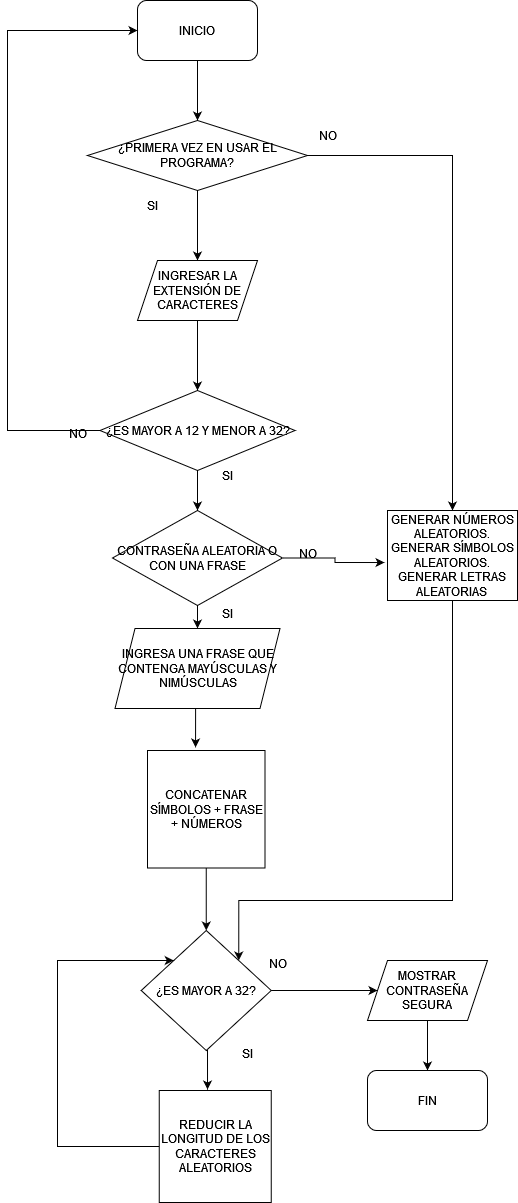 INICIO
¿PRIMERA VEZ EN USAR EL
PROGRAMA?
NO
SI
INGRESAR LA
EXTENSIÓN DE
CARACTERES
¿ES MAYOR A 12 Y MENOR A 32?
NO
SI
CONTRASEÑA ALEATORIA O
CON UNA FRASE
NO
GENERAR NÚMEROS
ALEATORIOS.
GENERAR SÍMBOLOS
ALEATORIOS.
GENERAR LETRAS
ALEATORIAS
SI
INGRESA UNA FRASE QUE
CONTENGA MAYÚSCULAS Y
NIMÚSCULAS
CONCATENAR
SÍMBOLOS + FRASE
+ NÚMEROS
¿ES MAYOR A 32?
NO
MOSTRAR
CONTRASEÑA
SEGURA
SI
FIN
REDUCIR LA
LONGITUD DE LOS
CARACTERES
ALEATORIOS